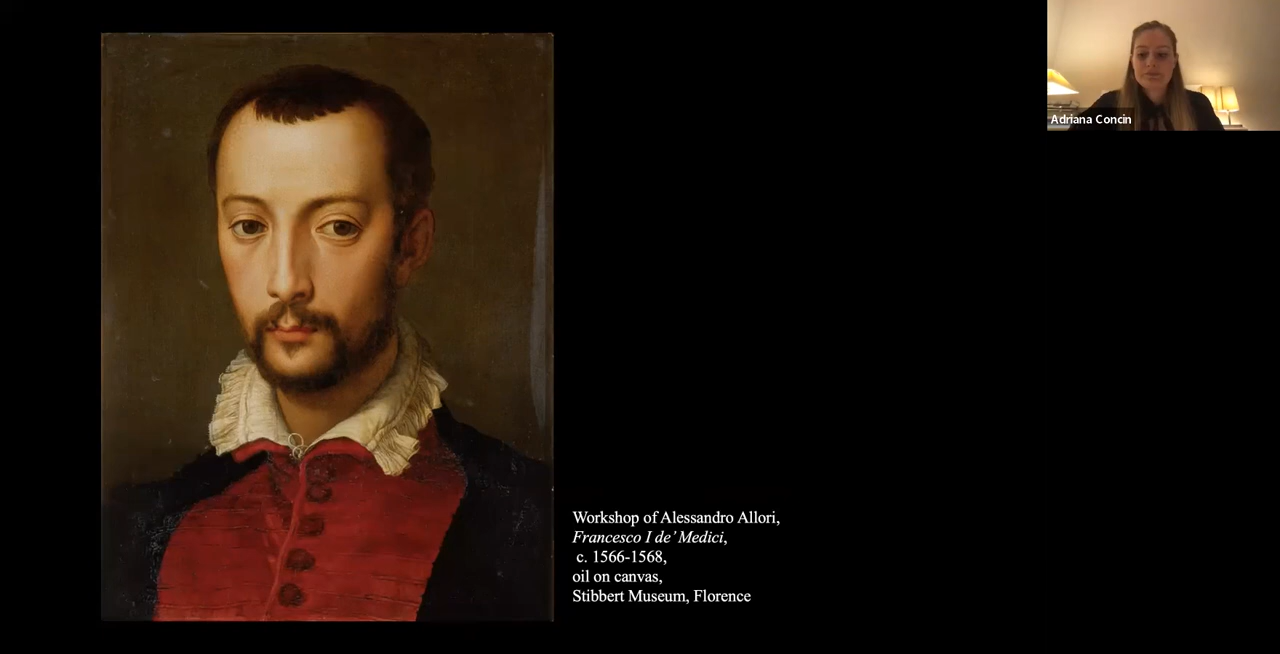 Adriana Concin
Workshop of Alessandro Allori,
Francesco I de’ Medici,
c. 1566-1568,
oil on canvas,
Stibbert Museum, Florence